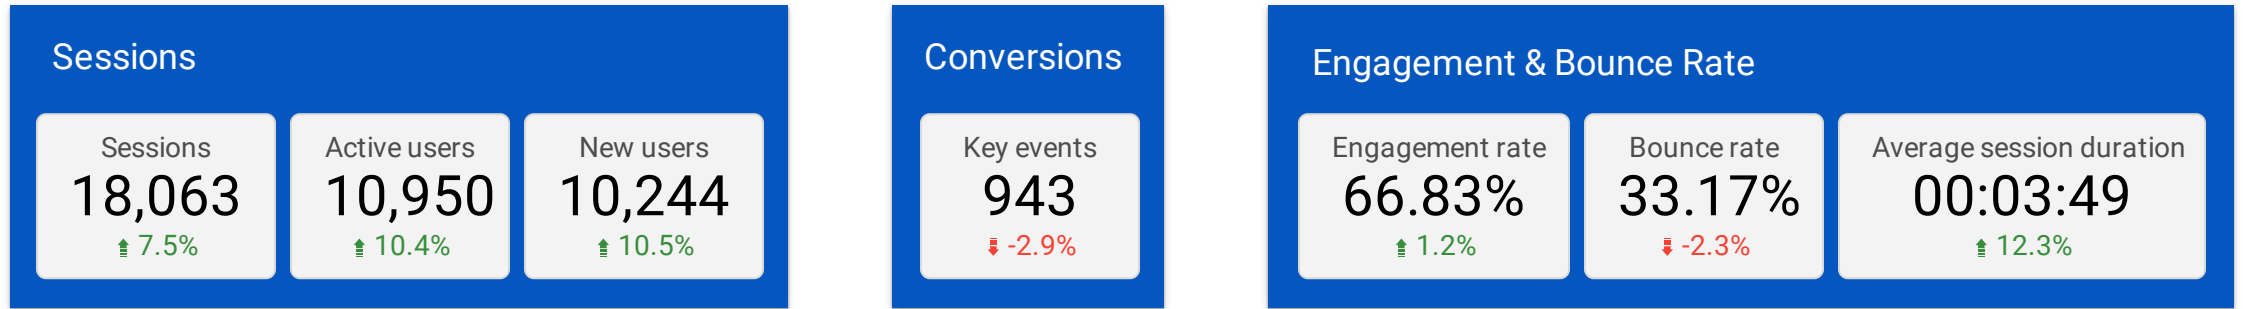 Sessions
Sessions
18,063
7.5%
Active users
10,950
10.4%
New users
10,244
10.5%
Conversions
Key events
943
-2.9%
Engagement & Bounce Rate
Engagement rate
66.83%
1.2%
Bounce rate
33.17%
-2.3%
Average session duration
00:03:49
12.3%